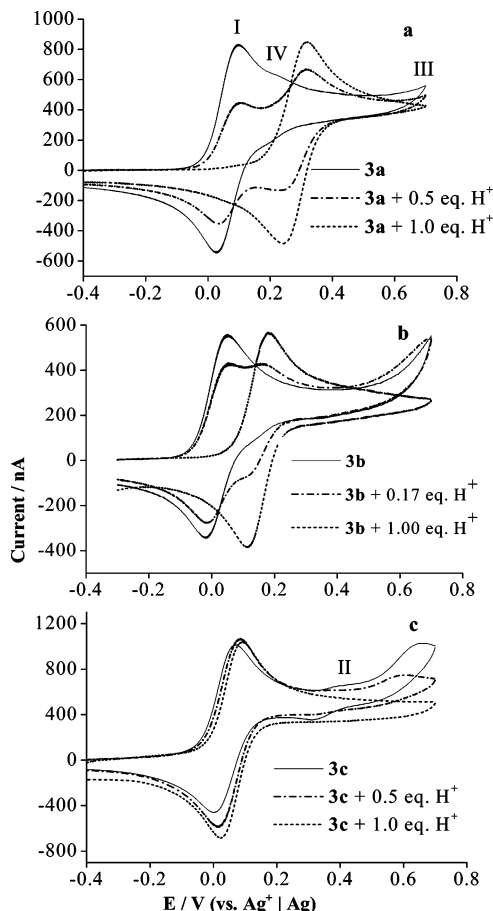 1000
800
600
400
200
0
-200
-400
-600
I
IV
III
a
3a
3a + 0.5 eq. H+
3a + 1.0 eq. H+
-0.4 -0.2 0.0 0.2 0.4 0.6 0.8
Current / nA
600
400
200
0
-200
-400
b
3b
3b + 0.17 eq. H+
3b + 1.00 eq. H+
-0.4 -0.2 0.0 0.2 0.4 0.6 0.8
1200
800
400
0
-400
-800
c
II
3c
3c + 0.5 eq. H+
3c + 1.0 eq. H+
-0.4 -0.2 0.0 0.2 0.4 0.6 0.8
E / V (vs. Ag+ | Ag)